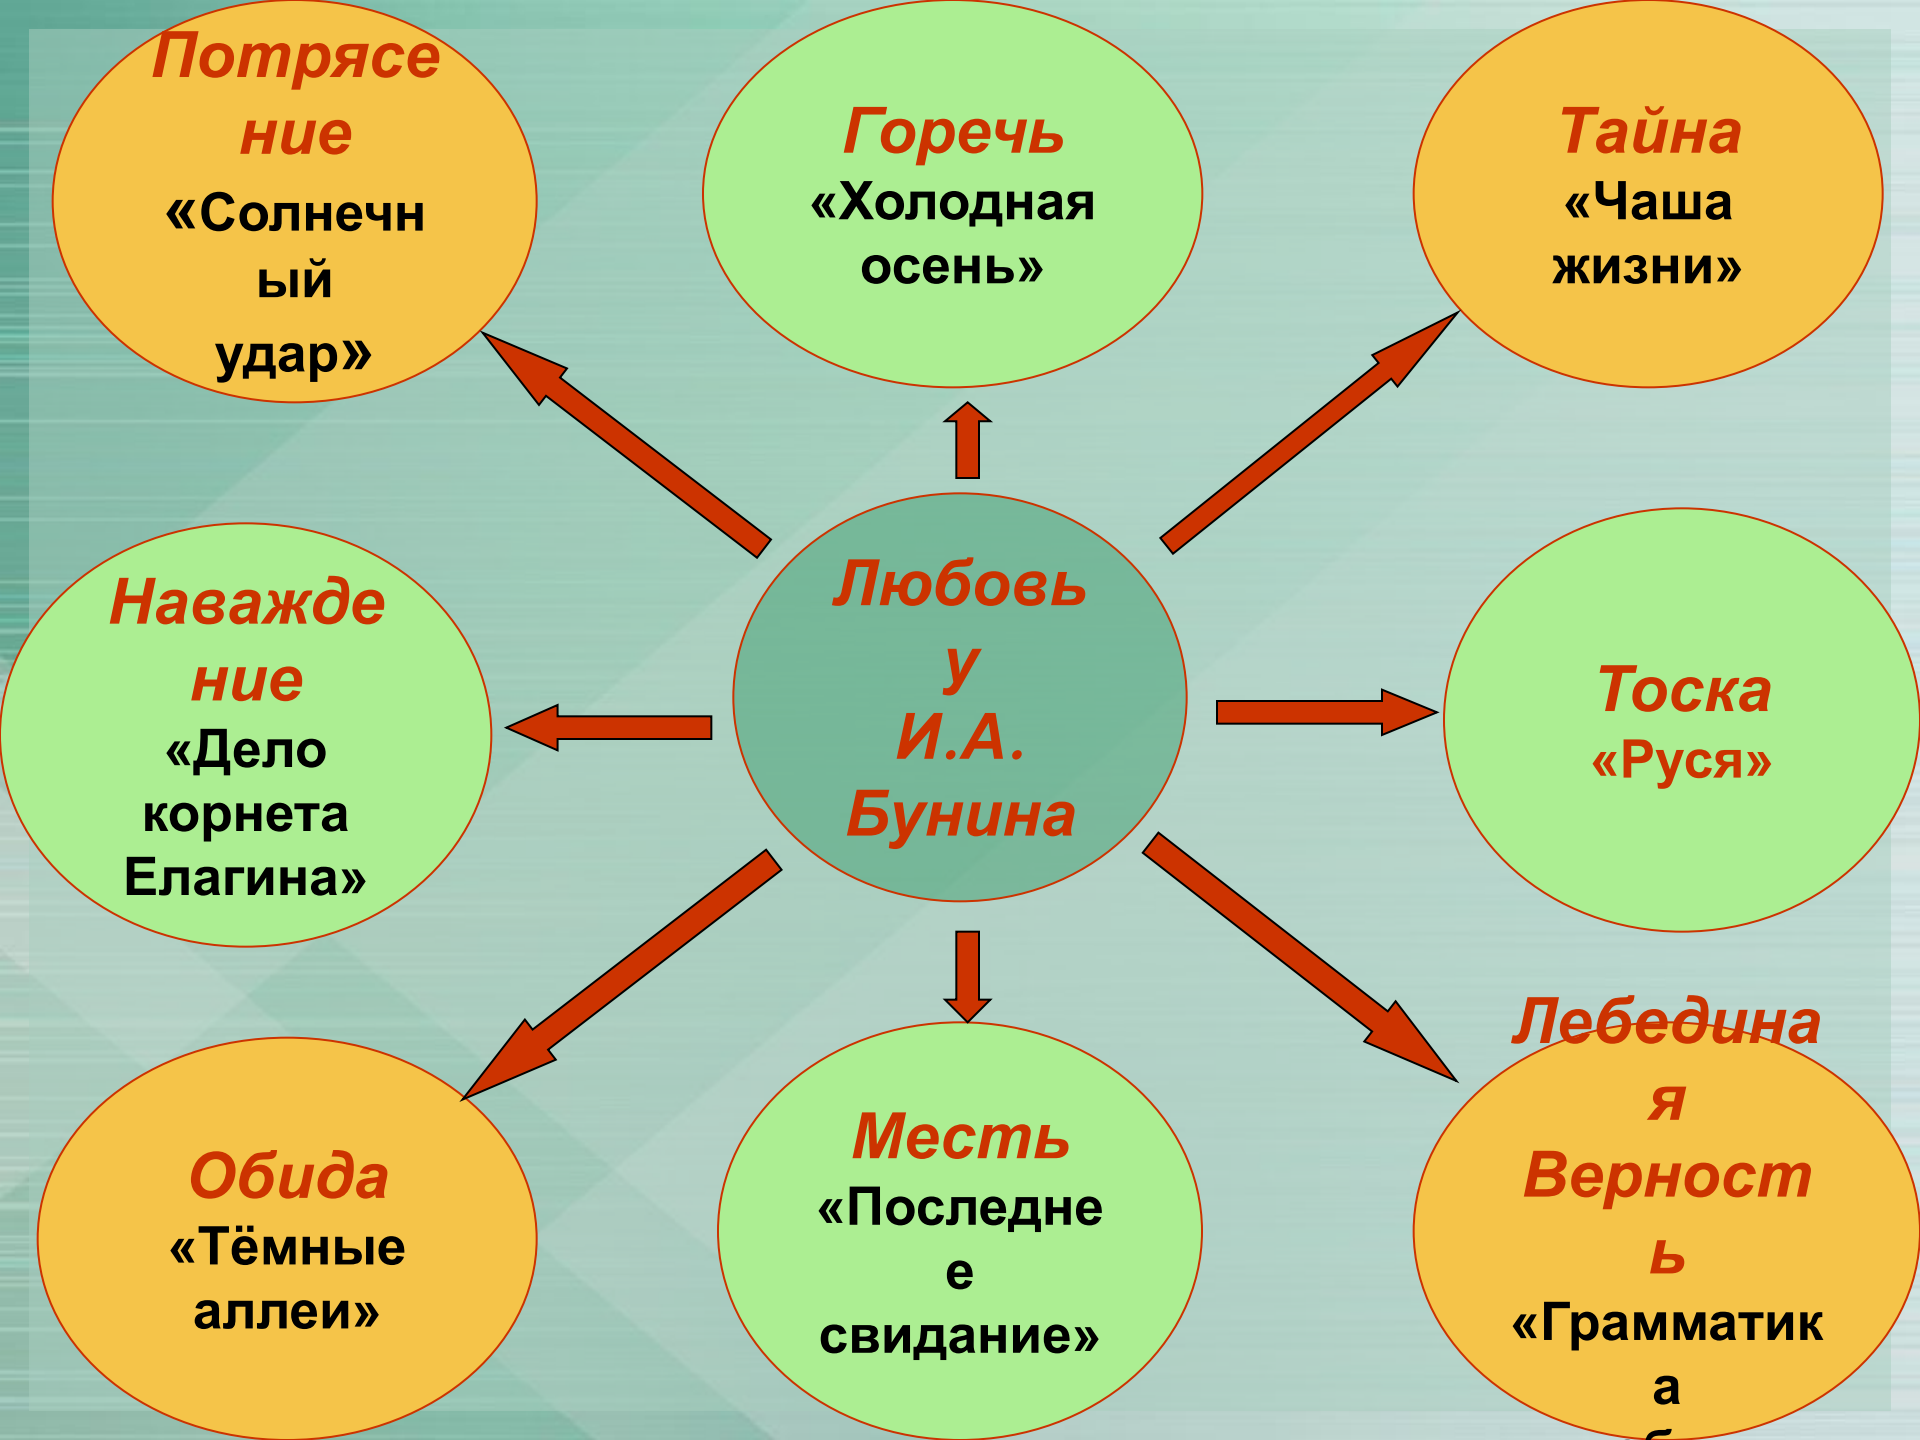 Потрясе
ние
«Солнечн
ый
удар»
Горечь
«Холодная
осень»
Тайна
«Чаша
жизни»
Наважде
ние
«Дело
корнета
Елагина»
Любовь
у
И.А.
Бунина
Тоска
«Руся»
Обида
«Тёмные
аллеи»
Месть
«Последне
е
свидание»
Лебедина
я
Верност
ь
«Грамматик
а